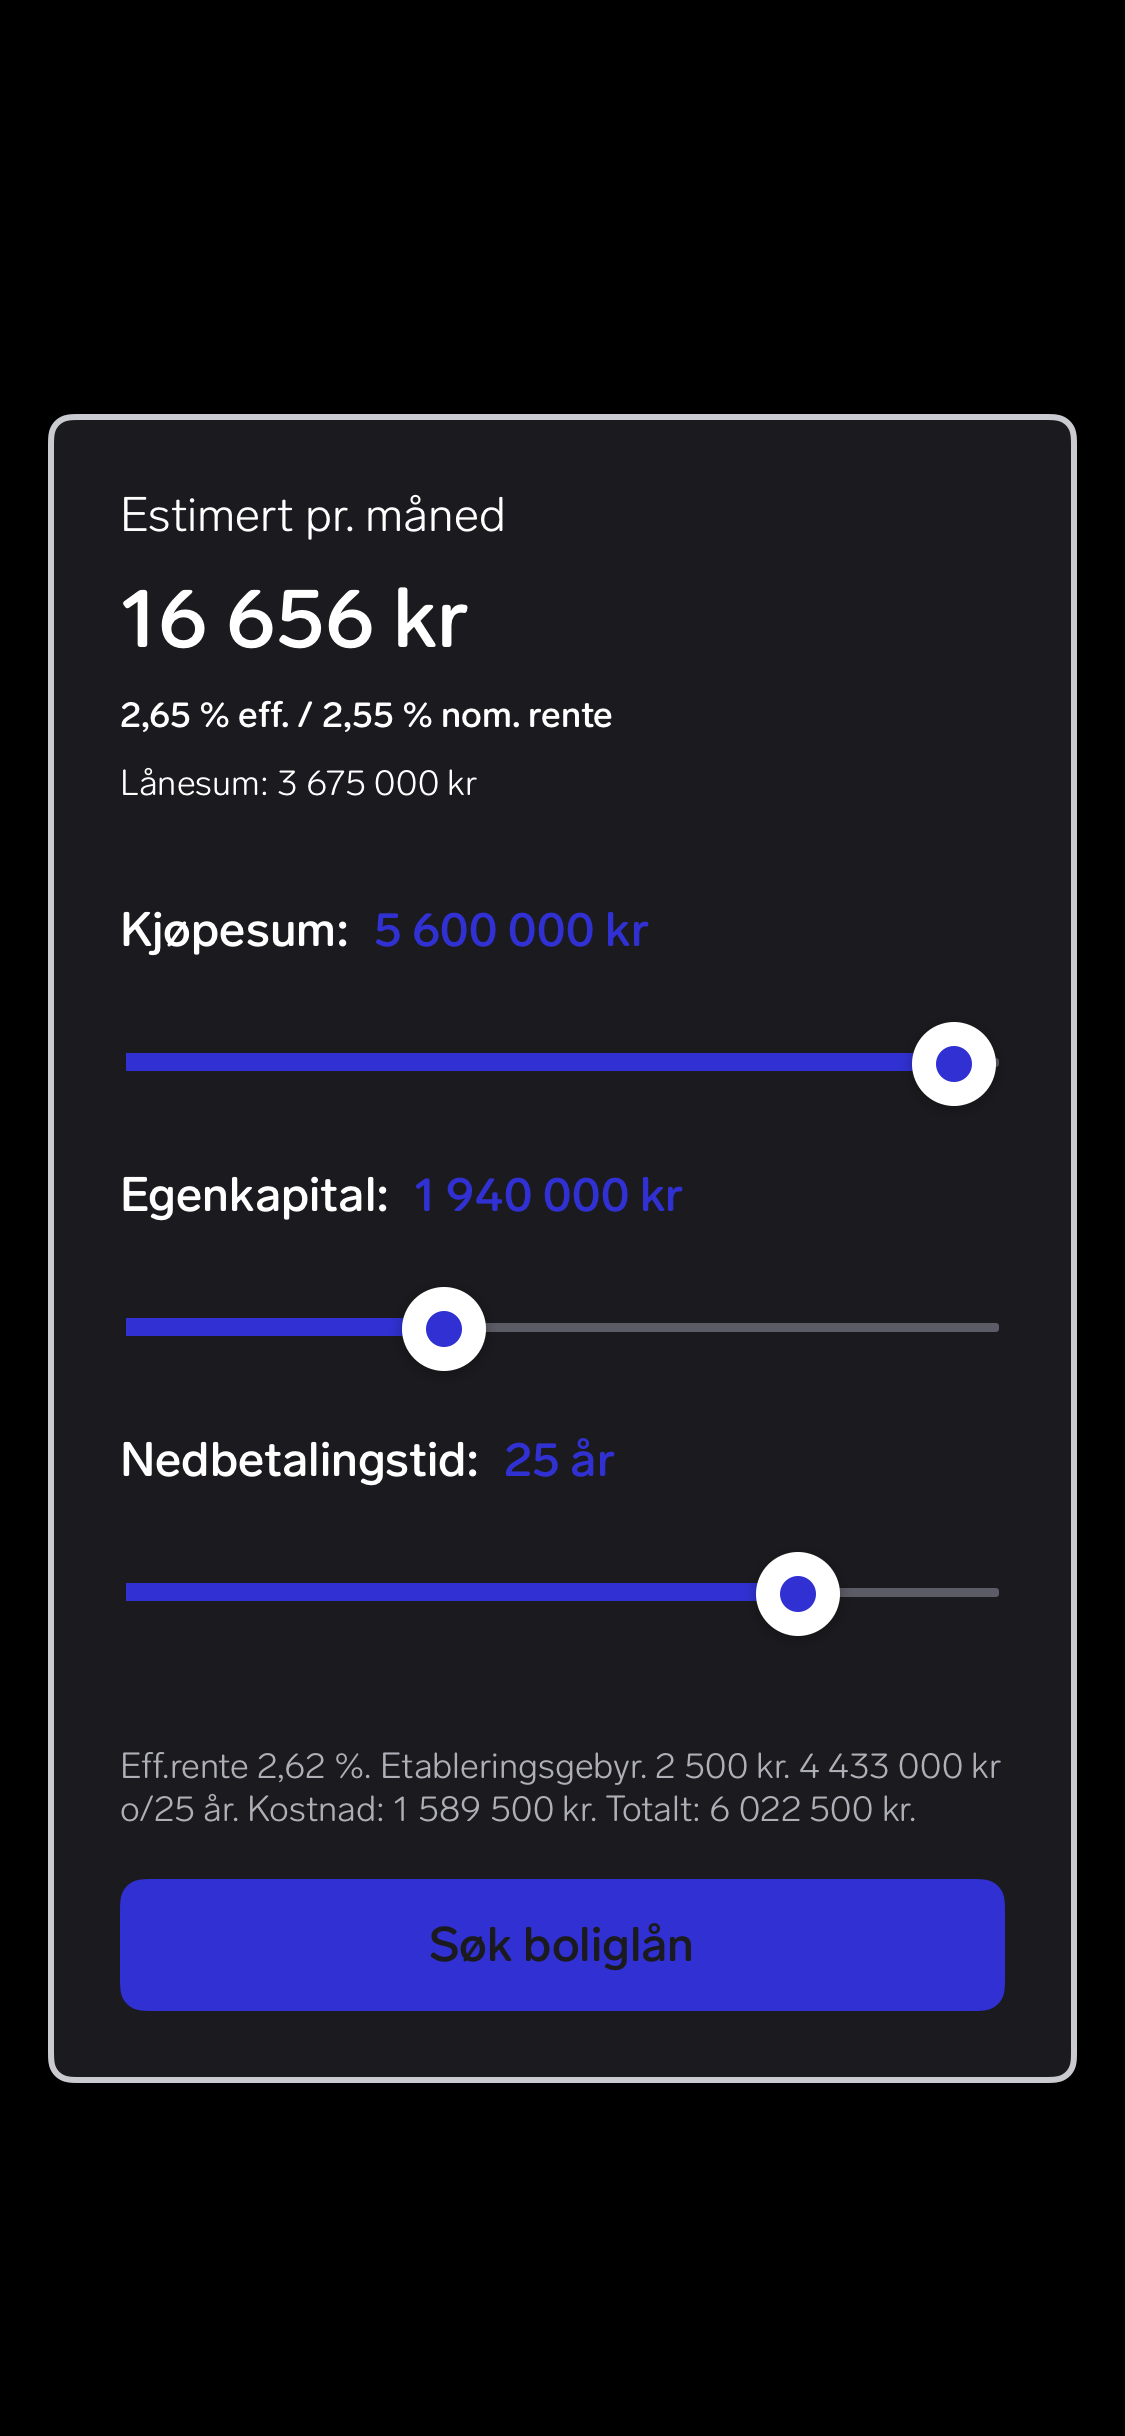 Estimert pr. måned
16 656 kr
2,65 % eff. / 2,55 % nom. rente
Lånesum: 3 675 000 kr
Kjøpesum: 5 600 000 kr
Egenkapital: 1 940 000 kr
Nedbetalingstid: 25 år
Eff.rente 2,62 %. Etableringsgebyr. 2 500 kr. 4 433 000 kr
o/25 år. Kostnad: 1 589 500 kr. Totalt: 6 022 500 kr.
Søk boliglån